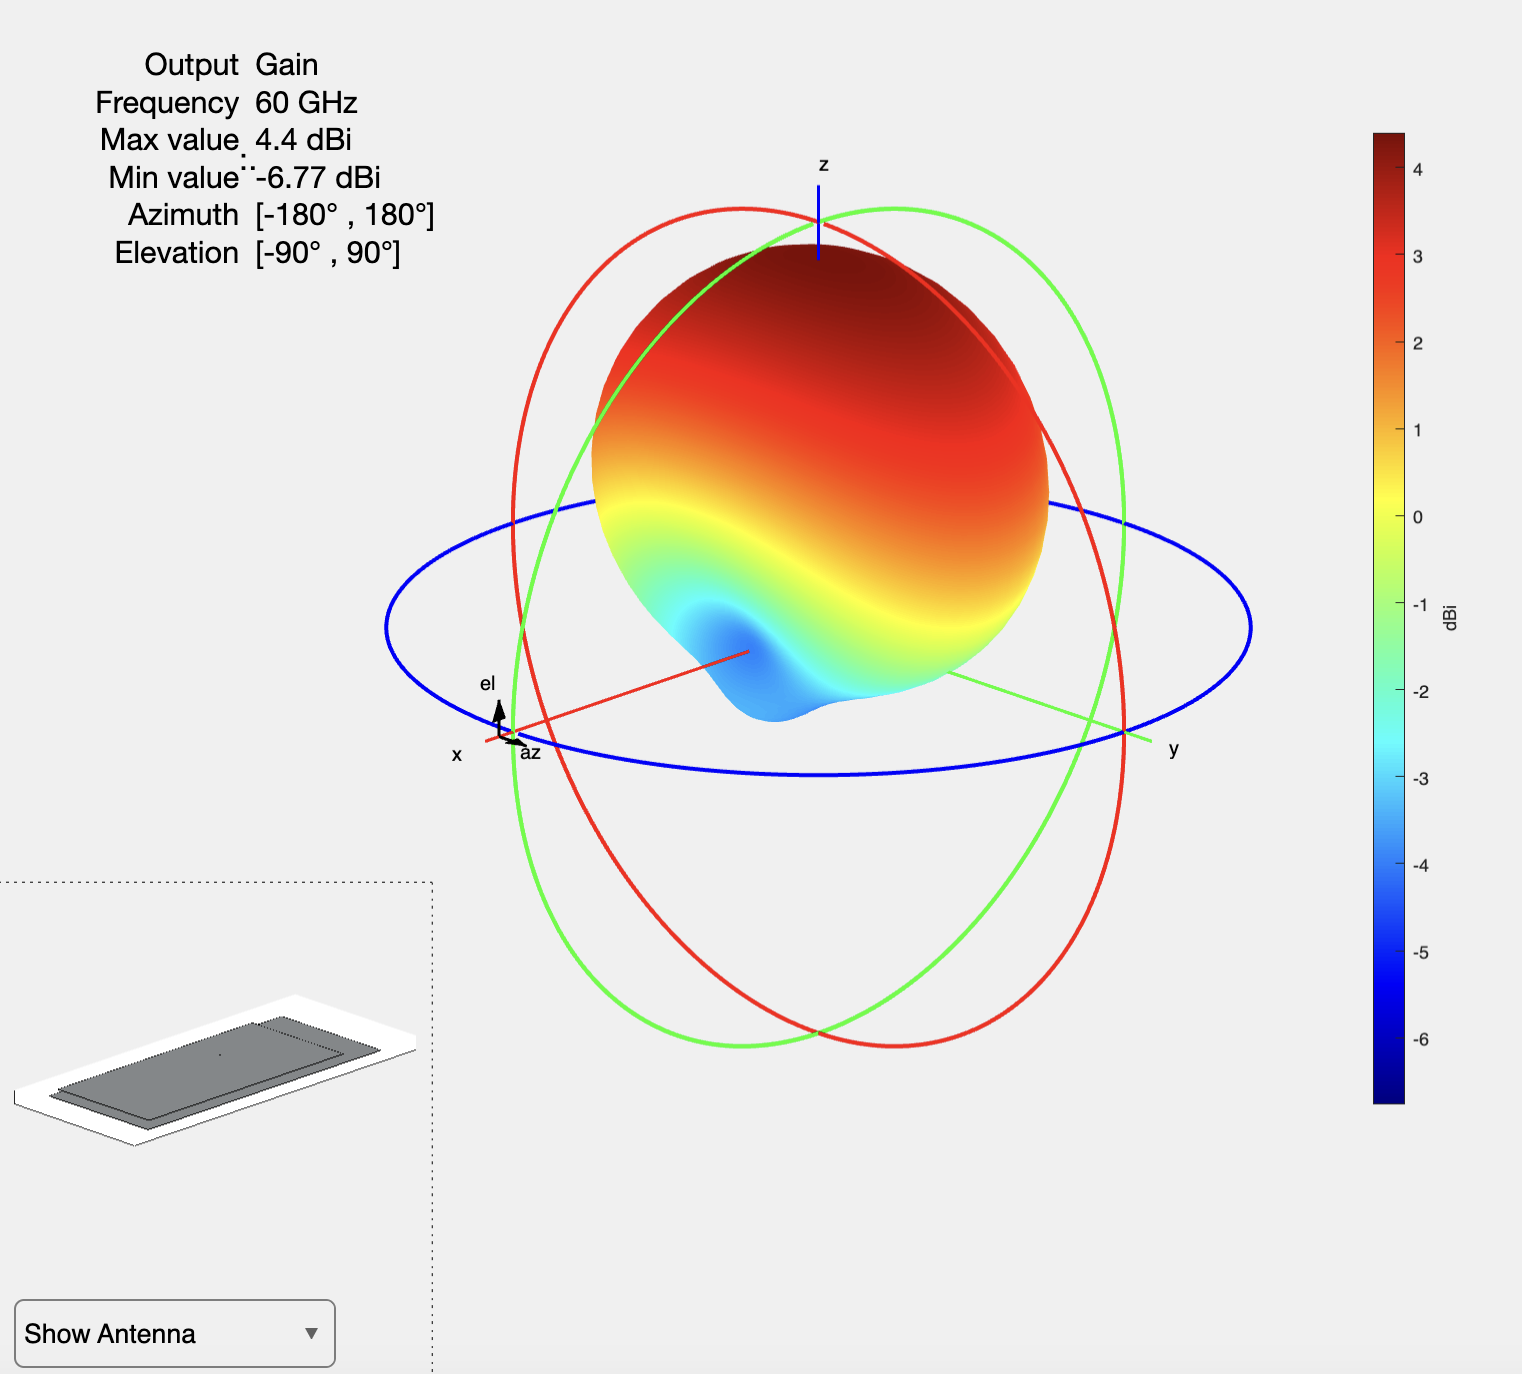 Output Gain
Frequency 60 GHz
Max value 4.4 dBi
Min value -6.77 dBi
Azimuth [-180° , 180°]
Elevation [-90° , 90°]
z
4
3
2
1
0
-1
-2
-3
-4
-5
-6
dBi
el
x
az
y
Show Antenna